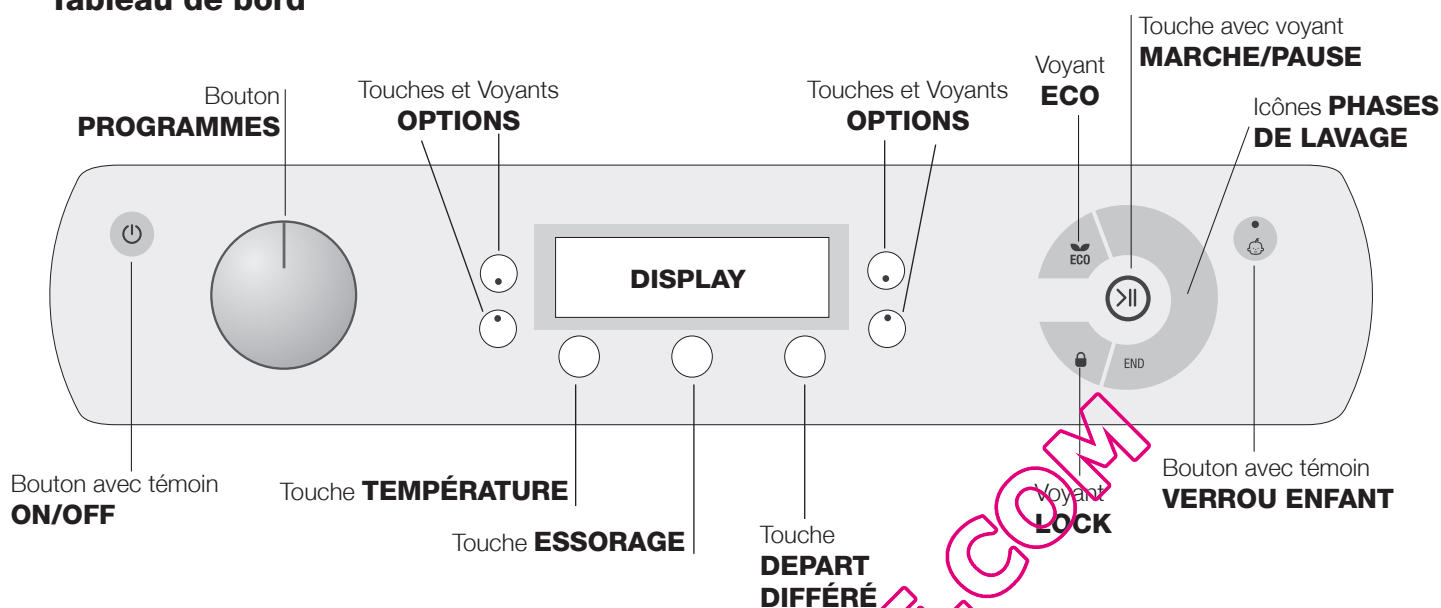 Tableau de bord
Touche avec voyant
MARCHE/PAUSE
Voyant
ECO
Touches et Voyants
OPTIONS
Touches et Voyants
OPTIONS
Bouton
PROGRAMMES
Icônes PHASES
DE LAVAGE
DISPLAY
ECO
END
Bouton avec témoin
ON/OFF
Touche TEMPÉRATURE
Touche ESSORAGE
Touche
DEPART
DIFFÉRÉ
Voyant
LOCK
Bouton avec témoin
VERROU ENFANT
.COM